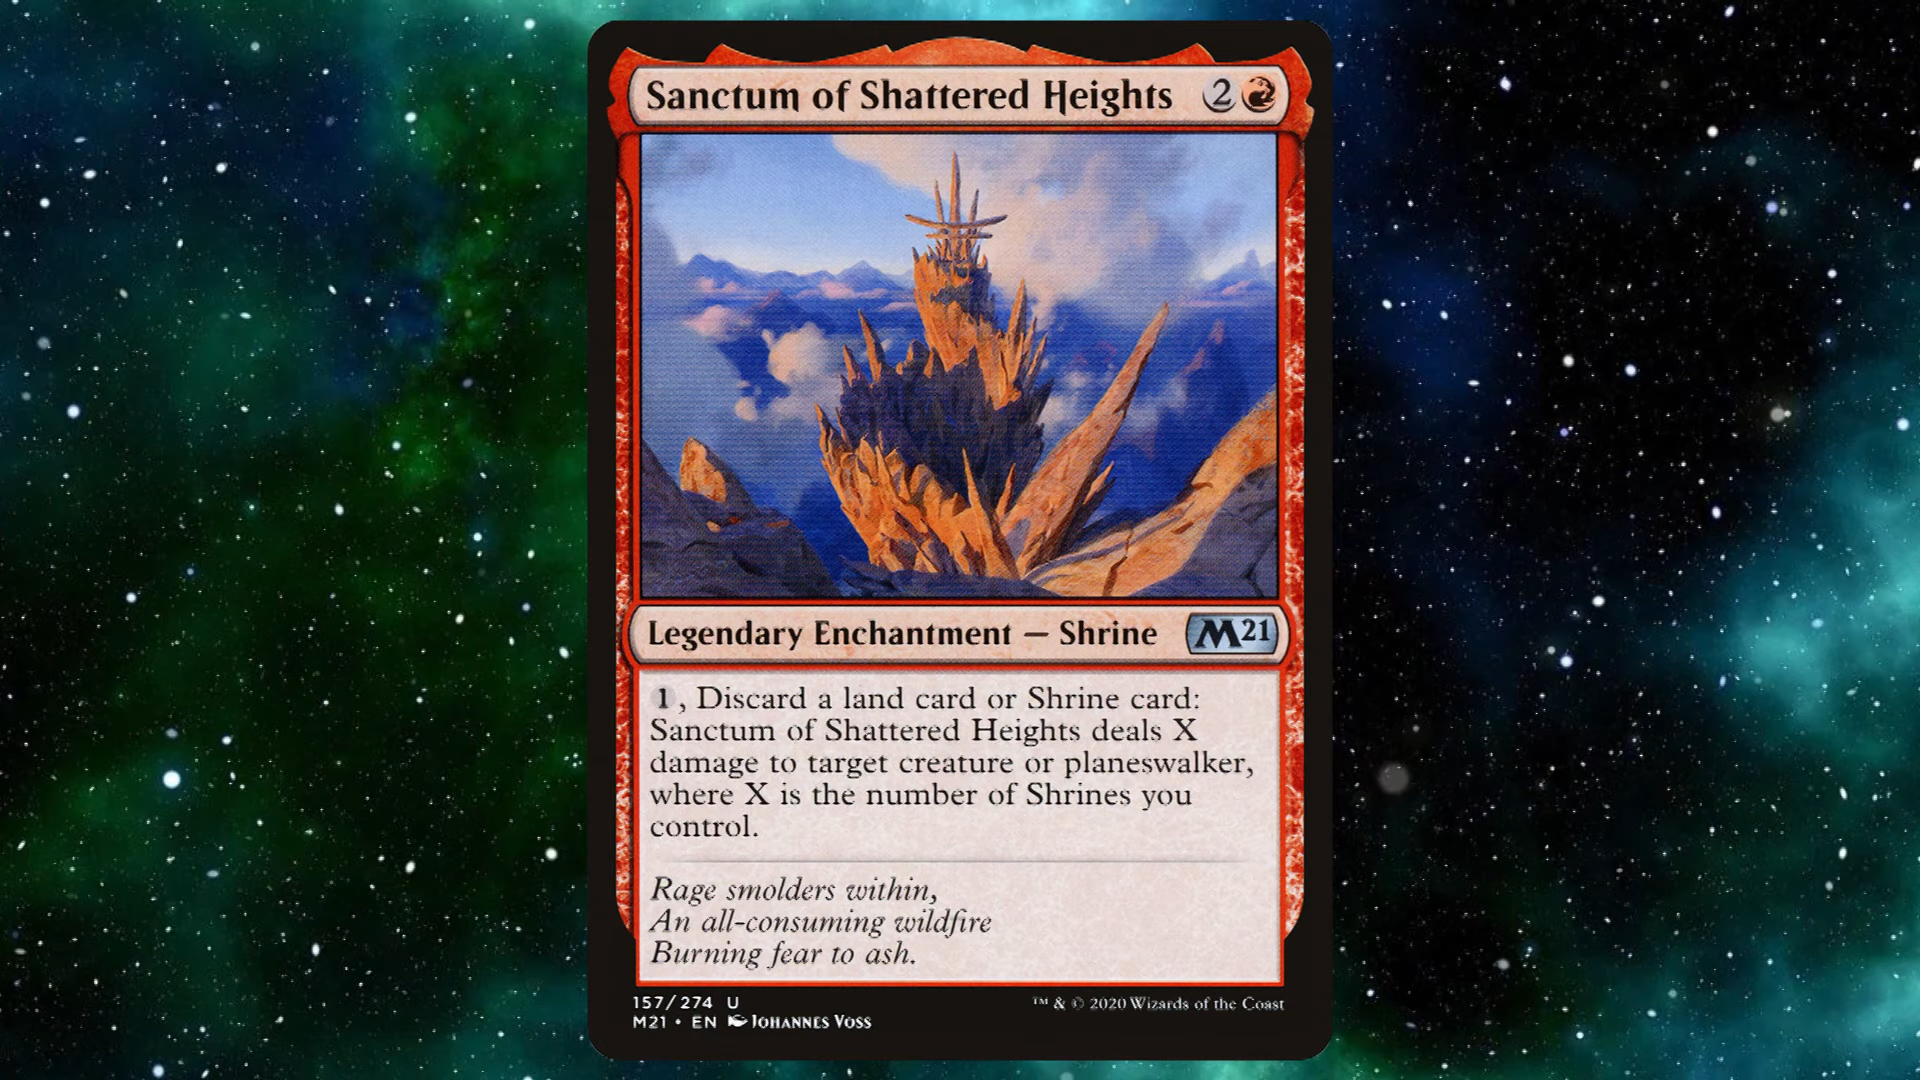 Sanctum of Shattered Heights 2
Legendary Enchantment — Shrine M21
1, Discard a land card or Shrine card:
Sanctum of Shattered Heights deals X
damage to target creature or planeswalker,
where X is the number of Shrines you
control.
Rage smolders within,
An all-consuming wildfire
Burning fear to ash.
157/274 U ™ & © 2020 Wizards of the Coast
M21 • EN Johannes Voss